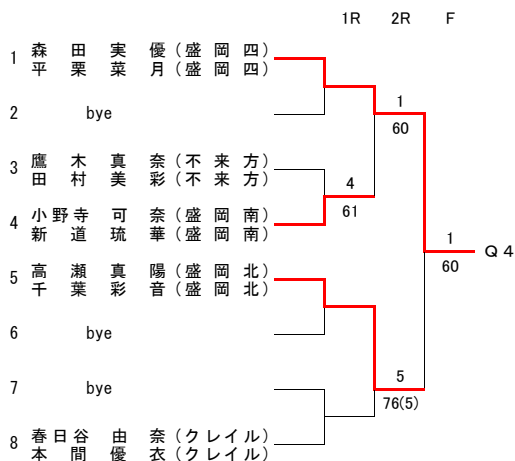 1R 2R F
1 森 田 実 優 ( 盛 岡 四 )
平 栗 菜 月 ( 盛 岡 四 )
1
2 bye
60
3 鷹 木 真 奈 ( 不 来 方 )
田 村 美 彩 ( 不 来 方 )
4
4 小野寺 可 奈 ( 盛 岡 南 )
新 道 琉 華 ( 盛 岡 南 )
61
1
Q4
60
5 高 瀬 真 陽 ( 盛 岡 北 )
千 葉 彩 音 ( 盛 岡 北 )
6 bye
5
7 bye
76(5)
8 春日谷 由 奈 ( クレイル )
本 間 優 衣 ( クレイル )